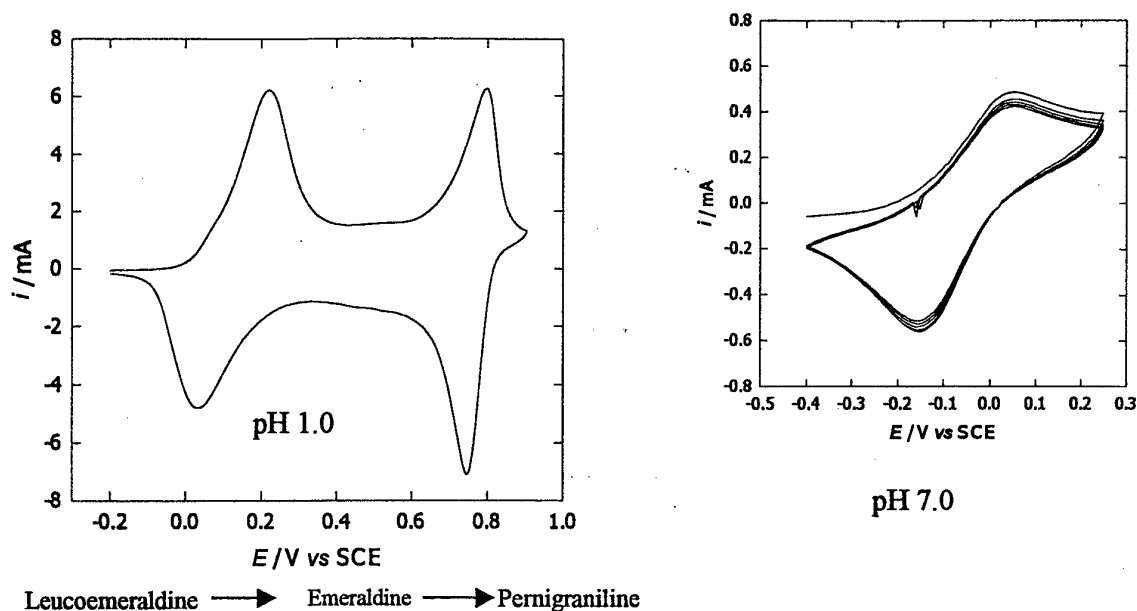 8
6
4
2
0
-2
-4
-6
-8
i / mA
pH 1.0
-0.2 0.0 0.2 0.4 0.6 0.8 1.0
E / V vs SCE
Leucoemeraldine → Emeraldine → Pernigraniline
0.8
0.6
0.4
0.2
0.0
-0.2
-0.4
-0.6
-0.8
i / mA
-0.5 -0.4 -0.3 -0.2 -0.1 0.0 0.1 0.2 0.3
E / V vs SCE
pH 7.0